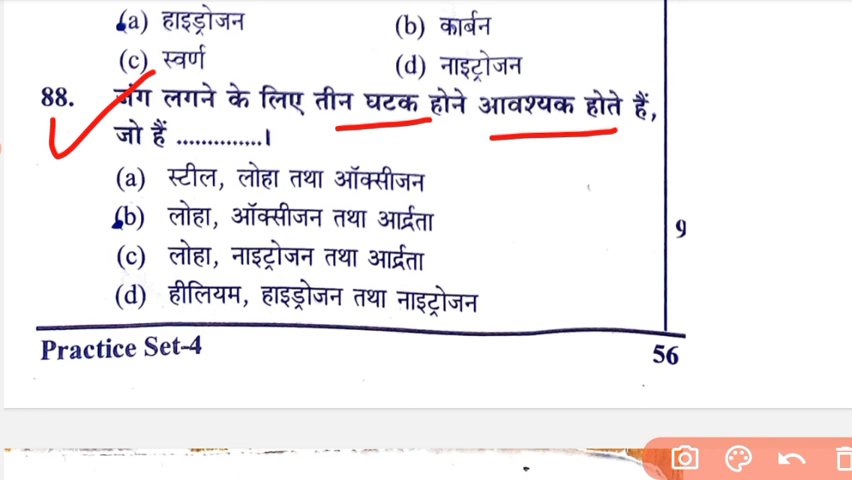 (a) हाइड्रोजन (b) कार्बन
(c) स्वर्ण (d) नाइट्रोजन
88. जंग लगने के लिए तीन घटक होने आवश्यक होते हैं,
जो हैं ..............।
(a) स्टील, लोहा तथा ऑक्सीजन
(b) लोहा, ऑक्सीजन तथा आर्द्रता
(c) लोहा, नाइट्रोजन तथा आर्द्रता
(d) हीलियम, हाइड्रोजन तथा नाइट्रोजन
9
Practice Set-4 56